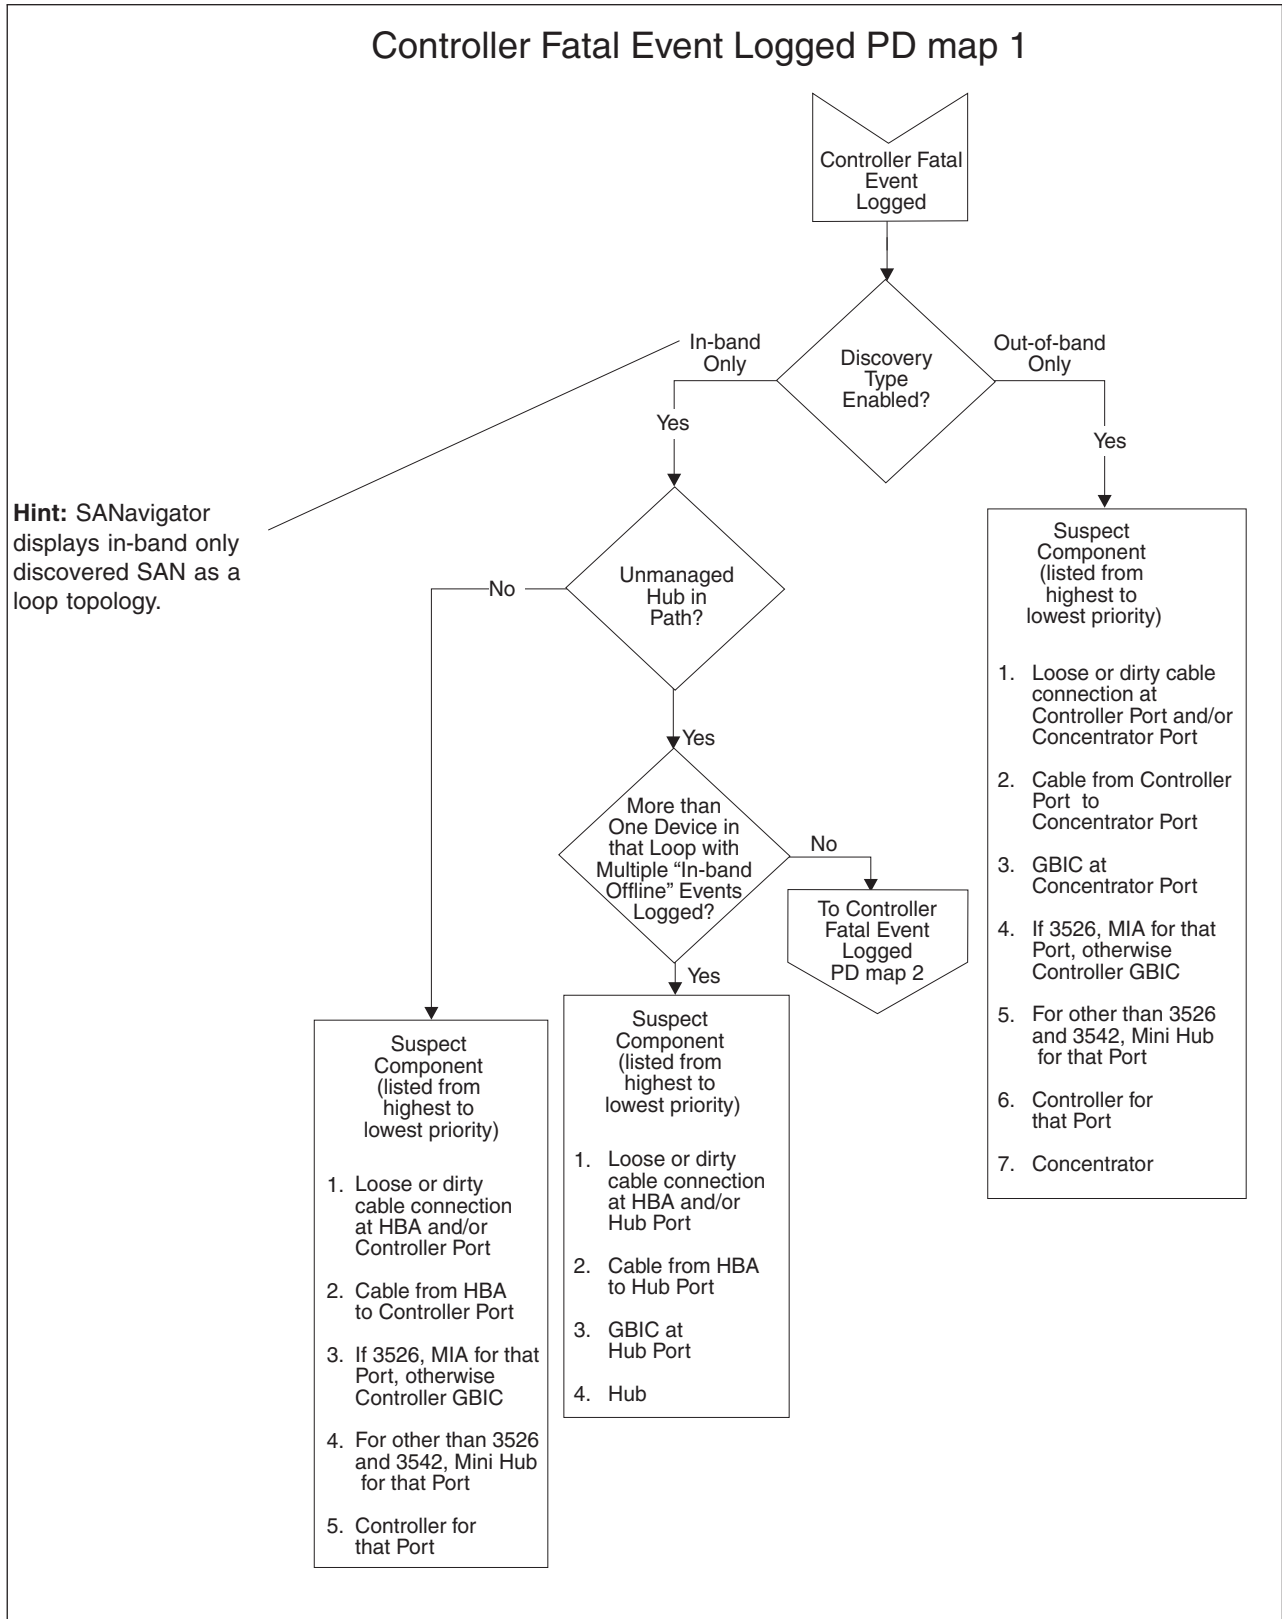 Controller Fatal Event Logged PD map 1
Controller Fatal
Event
Logged
Discovery
Type
Enabled?
In-band
Only
Out-of-band
Only
Yes
Yes
Hint: SANavigator
displays in-band only
discovered SAN as a
loop topology.
Unmanaged
Hub in
Path?
No
Yes
More than
One Device in
that Loop with
Multiple “In-band
Offline” Events
Logged?
No
To Controller
Fatal Event
Logged
PD map 2
Yes
Suspect
Component
(listed from
highest to
lowest priority)
1. Loose or dirty
cable connection
at HBA and/or
Controller Port
2. Cable from HBA
to Controller Port
3. If 3526, MIA for that
Port, otherwise
Controller GBIC
4. For other than 3526
and 3542, Mini Hub
for that Port
5. Controller for
that Port
Suspect
Component
(listed from
highest to
lowest priority)
1. Loose or dirty
cable connection
at HBA and/or
Hub Port
2. Cable from HBA
to Hub Port
3. GBIC at
Hub Port
4. Hub
Suspect
Component
(listed from
highest to
lowest priority)
1. Loose or dirty cable
connection at
Controller Port and/or
Concentrator Port
2. Cable from Controller
Port to
Concentrator Port
3. GBIC at
Concentrator Port
4. If 3526, MIA for that
Port, otherwise
Controller GBIC
5. For other than 3526
and 3542, Mini Hub
for that Port
6. Controller for
that Port
7. Concentrator